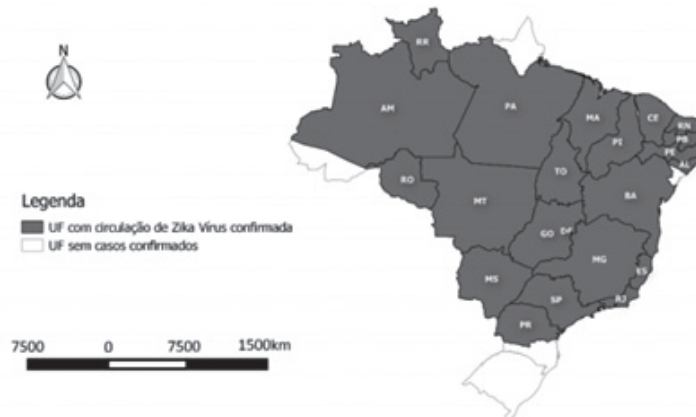 N
RR
AM
PA
MA
CE
RN
PB
PE
AL
PI
TO
RO
BA
MT
GO
DF
MG
ES
MS
SP
RJ
PR
Legenda
UF com circulação de Zika Vírus confirmada
UF sem casos confirmados
7500 0 7500 1500km